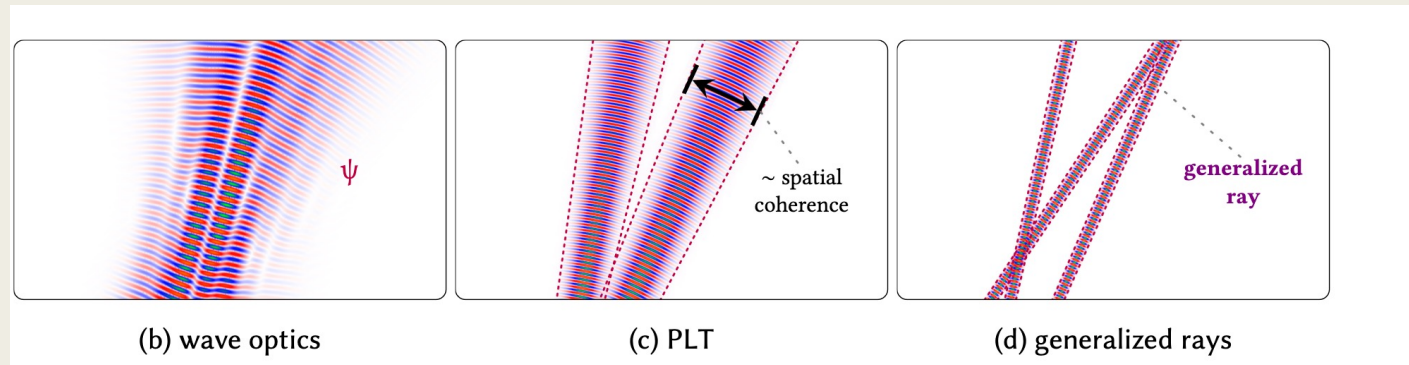 ψ
~ spatial
coherence
generalized
ray
(b) wave optics
(c) PLT
(d) generalized rays